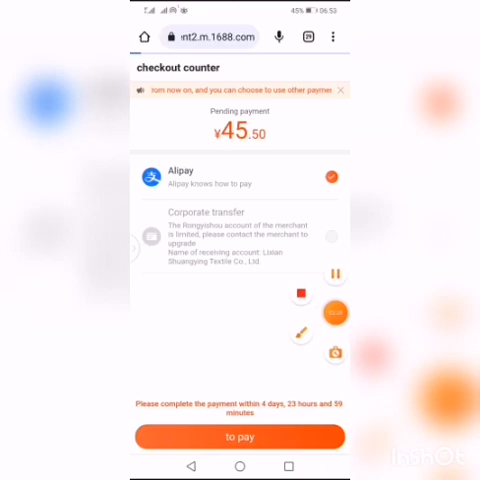 45% 06:53
nt2.m.1688.com
29
checkout counter
rom now on, and you can choose to use other paymen
Pending payment
¥45.50
Alipay
Alipay knows how to pay
Corporate transfer
The Rongyishou account of the merchant
is limited, please contact the merchant to
upgrade
Name of receiving account: Lixian
Shuangying Textile Co., Ltd.
Please complete the payment within 4 days, 23 hours and 59
minutes
to pay
InShOt